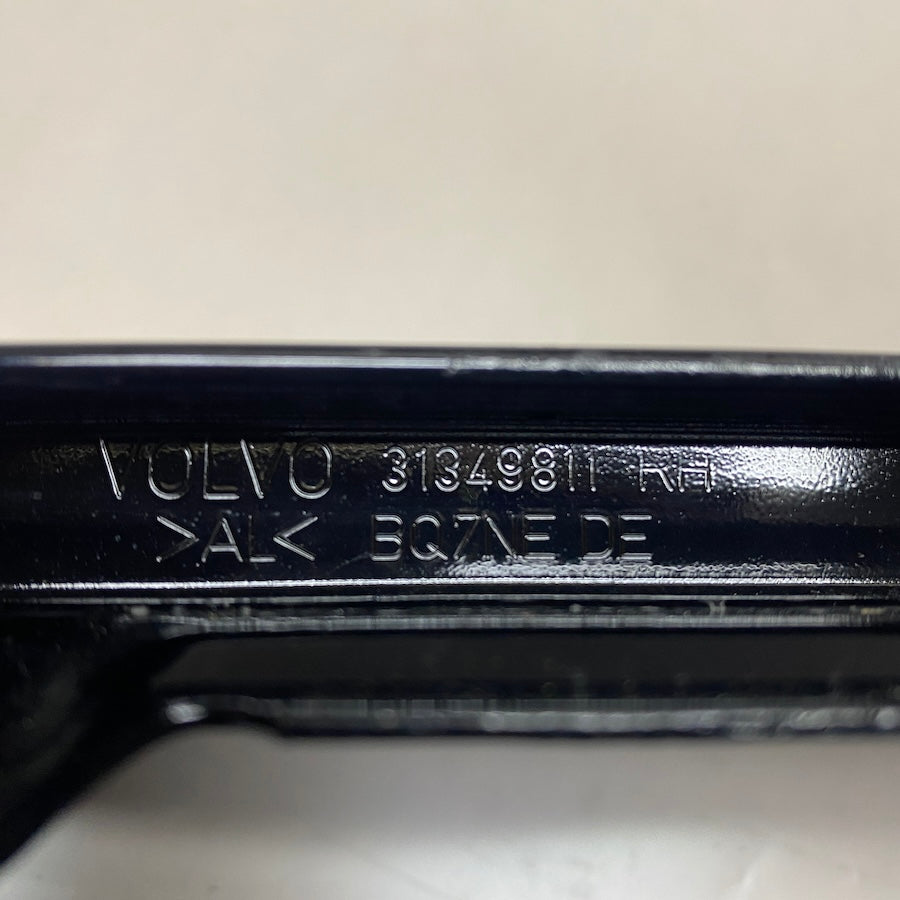 VOLVO 31349811 RH
>AL< BQ7NE DE